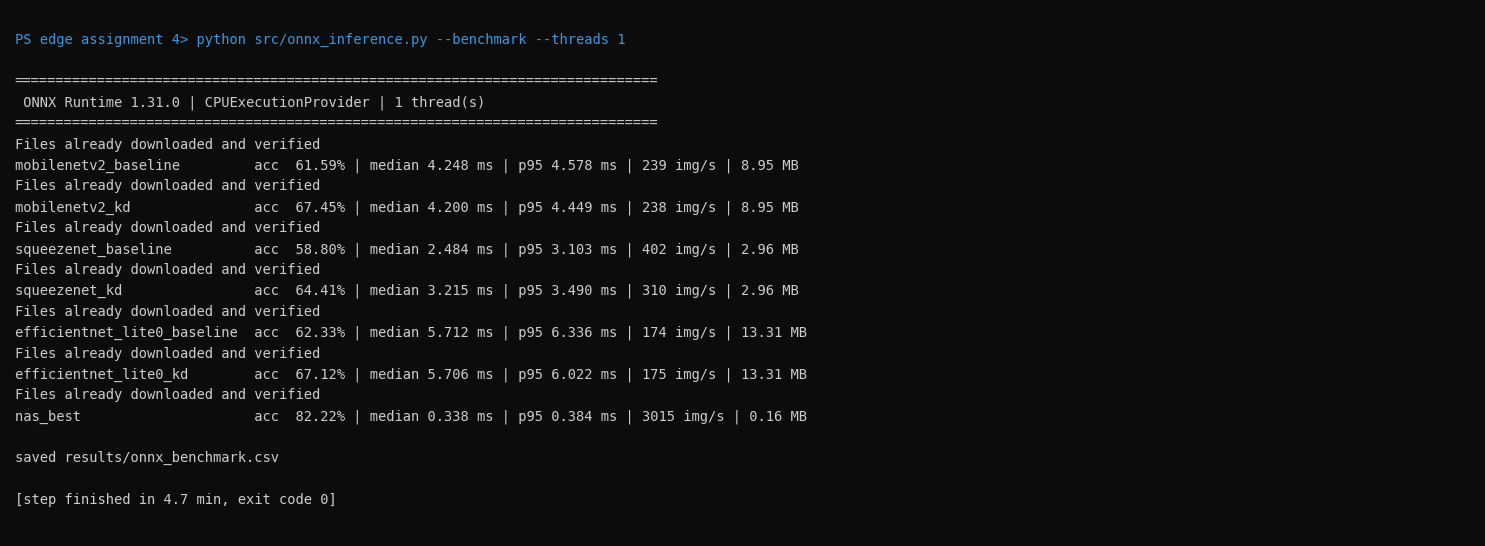 PS edge assignment 4> python src/onnx_inference.py --benchmark --threads 1
==============================================================================
ONNX Runtime 1.31.0 | CPUExecutionProvider | 1 thread(s)
==============================================================================
Files already downloaded and verified
mobilenetv2_baseline         acc  61.59% | median 4.248 ms | p95 4.578 ms | 239 img/s | 8.95 MB
Files already downloaded and verified
mobilenetv2_kd               acc  67.45% | median 4.200 ms | p95 4.449 ms | 238 img/s | 8.95 MB
Files already downloaded and verified
squeezenet_baseline          acc  58.80% | median 2.484 ms | p95 3.103 ms | 402 img/s | 2.96 MB
Files already downloaded and verified
squeezenet_kd                acc  64.41% | median 3.215 ms | p95 3.490 ms | 310 img/s | 2.96 MB
Files already downloaded and verified
efficientnet_lite0_baseline  acc  62.33% | median 5.712 ms | p95 6.336 ms | 174 img/s | 13.31 MB
Files already downloaded and verified
efficientnet_lite0_kd        acc  67.12% | median 5.706 ms | p95 6.022 ms | 175 img/s | 13.31 MB
Files already downloaded and verified
nas_best                     acc  82.22% | median 0.338 ms | p95 0.384 ms | 3015 img/s | 0.16 MB
saved results/onnx_benchmark.csv
[step finished in 4.7 min, exit code 0]